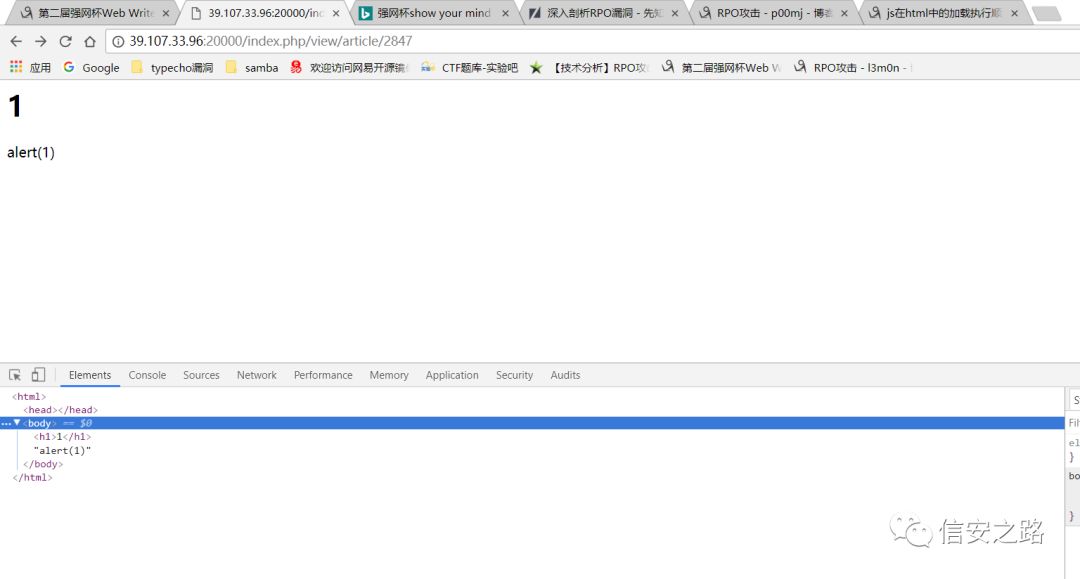 第二届强网杯Web Write 39.107.33.96:20000/ind 强网杯show your mind 深入剖析RPO漏洞 - 先知 RPO攻击 - p00mj - 博客 js在html中的加载执行顺
39.107.33.96:20000/index.php/view/article/2847
应用 Google typecho漏洞 samba 欢迎访问网易开源镜像 CTF题库-实验吧 【技术分析】RPO攻 第二届强网杯Web W RPO攻击 - l3m0n -
1
alert(1)
Elements Console Sources Network Performance Memory Application Security Audits
<html>
<head></head>
<body> == $0
<h1>1</h1>
"alert(1)"
</body>
</html>
S
Filt
el
}
bo
}
信安之路